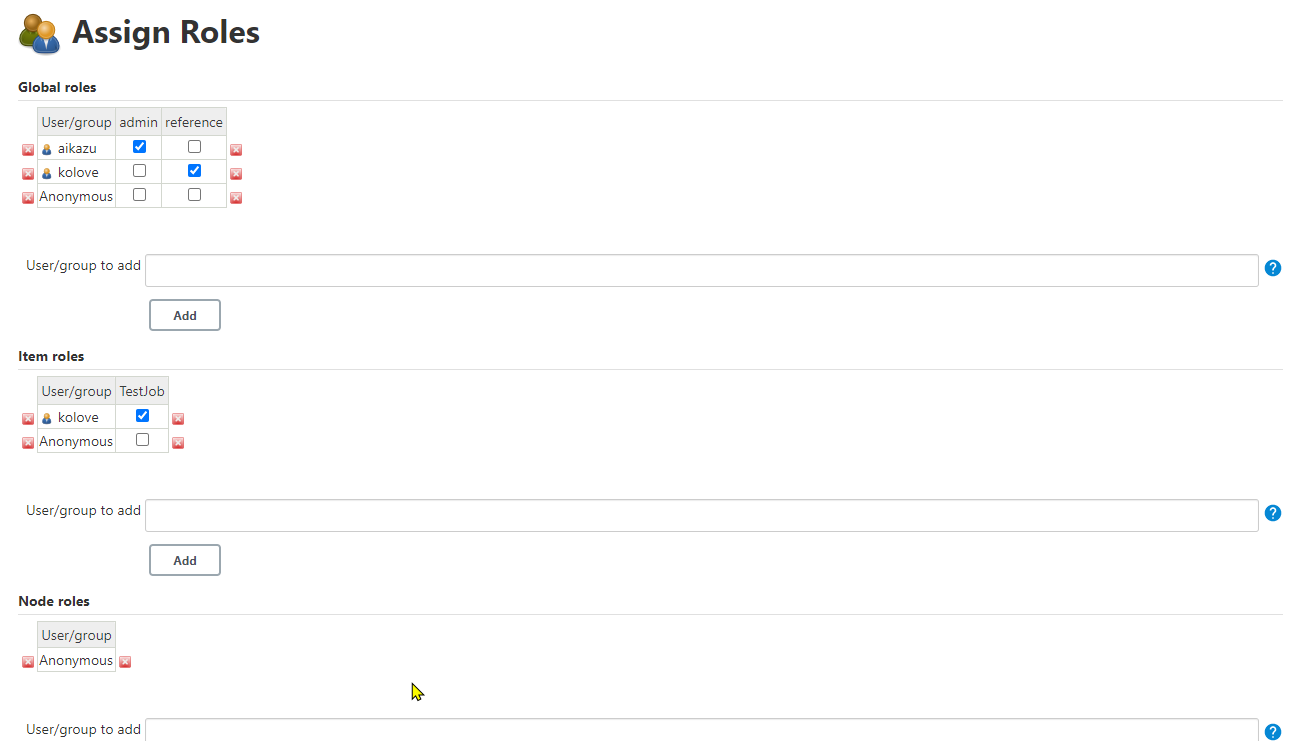 Assign Roles
Global roles
User/group admin reference
aikazu
kolove
Anonymous
User/group to add
Add
Item roles
User/group TestJob
kolove
Anonymous
User/group to add
Add
Node roles
User/group
Anonymous
User/group to add